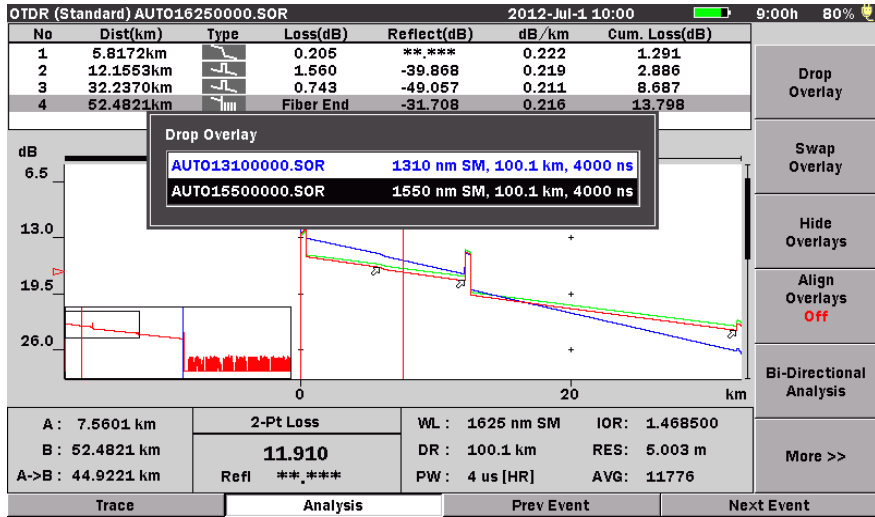 OTDR (Standard) AUTO16250000.SOR 2012-Jul-1 10:00 9:00h 80%
No Dist(km) Type Loss(dB) Reflect(dB) dB/km Cum. Loss(dB)
1 5.8172km 0.205 **.*** 0.222 1.291
2 12.1553km 1.560 -39.868 0.219 2.886
3 32.2370km 0.743 -49.057 0.211 8.687
4 52.4821km Fiber End -31.708 0.216 13.798
Drop Overlay
AUTO13100000.SOR 1310 nm SM, 100.1 km, 4000 ns
AUTO15500000.SOR 1550 nm SM, 100.1 km, 4000 ns
dB
6.5
13.0
19.5
26.0
0 20 km
A: 7.5601 km
B: 52.4821 km
A->B: 44.9221 km
2-Pt Loss
11.910
Refl **.***
WL: 1625 nm SM IOR: 1.468500
DR: 100.1 km RES: 5.003 m
PW: 4 us [HR] AVG: 11776
Drop
Overlay
Swap
Overlay
Hide
Overlays
Align
Overlays
Off
Bi-Directional
Analysis
More >>
Trace Analysis Prev Event Next Event